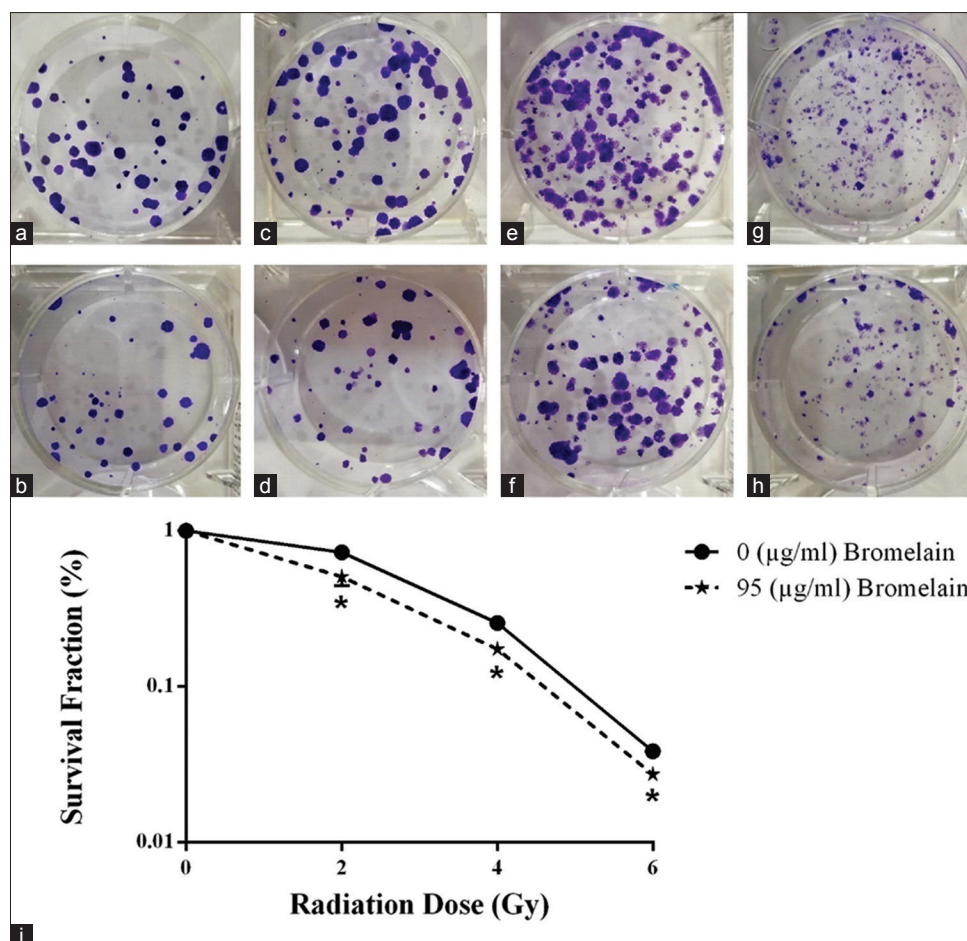 a
c
e
g
b
d
f
h
1
0.1
0.01
0
2
4
6
*
*
*
Survival Fraction (%)
Radiation Dose (Gy)
0 (µg/ml) Bromelain
95 (µg/ml) Bromelain
i